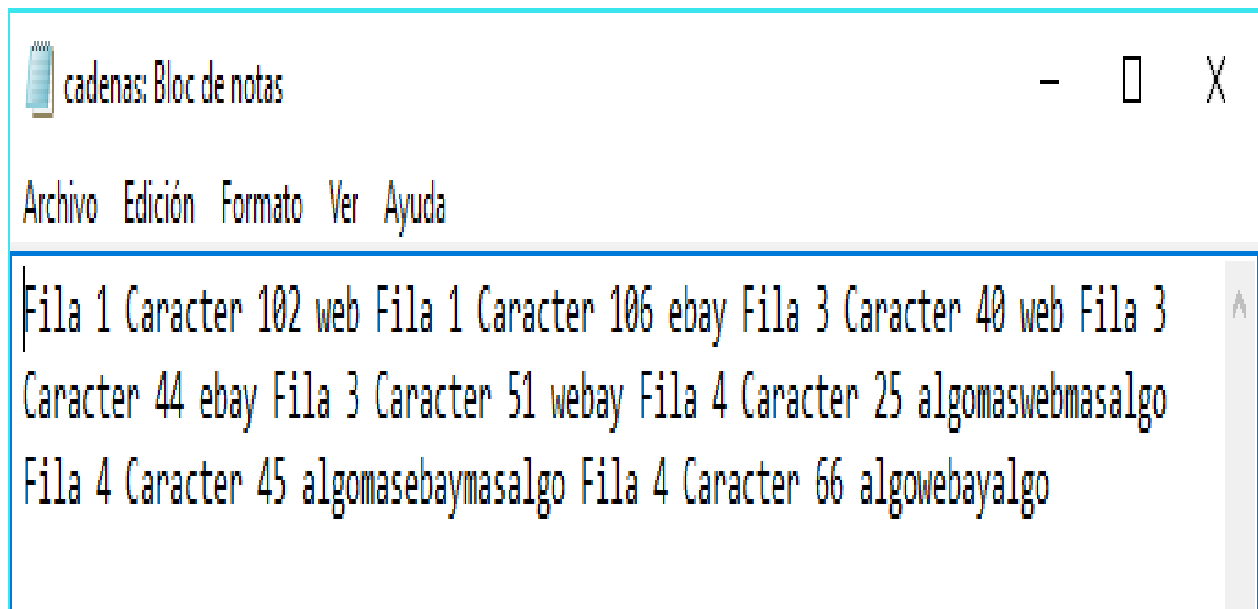 cadenas: Bloc de notas
Archivo Edición Formato Ver Ayuda
Fila 1 Caracter 102 web Fila 1 Caracter 106 ebay Fila 3 Caracter 40 web Fila 3
Caracter 44 ebay Fila 3 Caracter 51 webay Fila 4 Caracter 25 algomaswebmasalgo
Fila 4 Caracter 45 algomasebaymasalgo Fila 4 Caracter 66 algowebayalgo